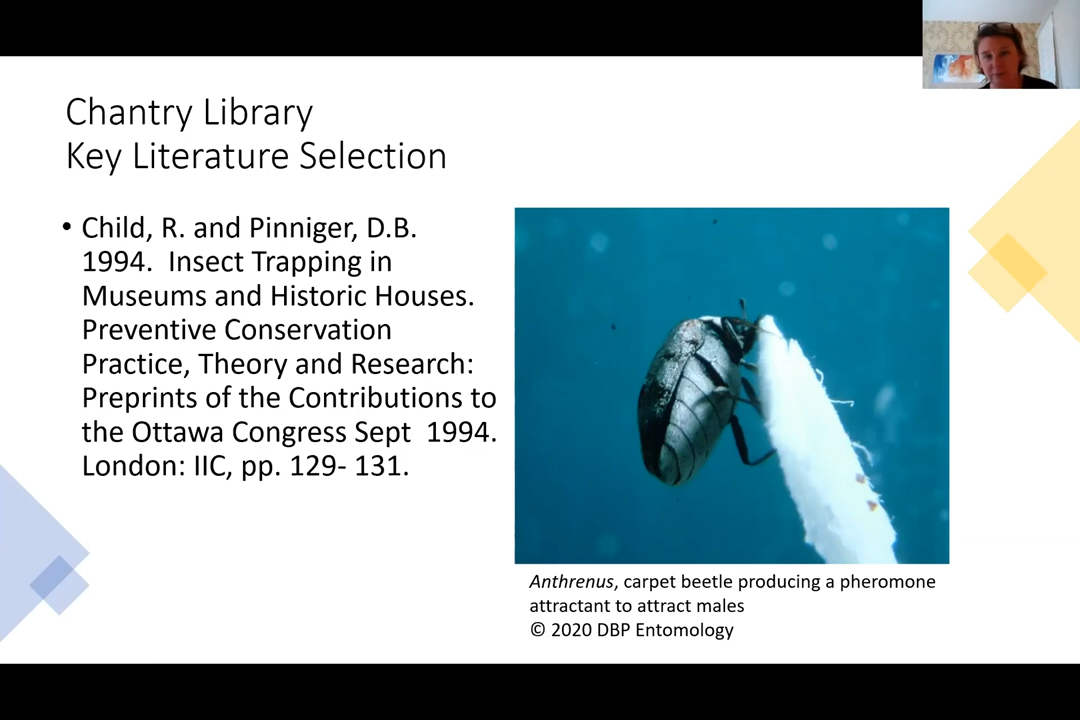 Chantry Library
Key Literature Selection
• Child, R. and Pinniger, D.B.
1994.  Insect Trapping in
Museums and Historic Houses.
Preventive Conservation
Practice, Theory and Research:
Preprints of the Contributions to
the Ottawa Congress Sept  1994.
London: IIC, pp. 129- 131.
Anthrenus, carpet beetle producing a pheromone
attractant to attract males
© 2020 DBP Entomology